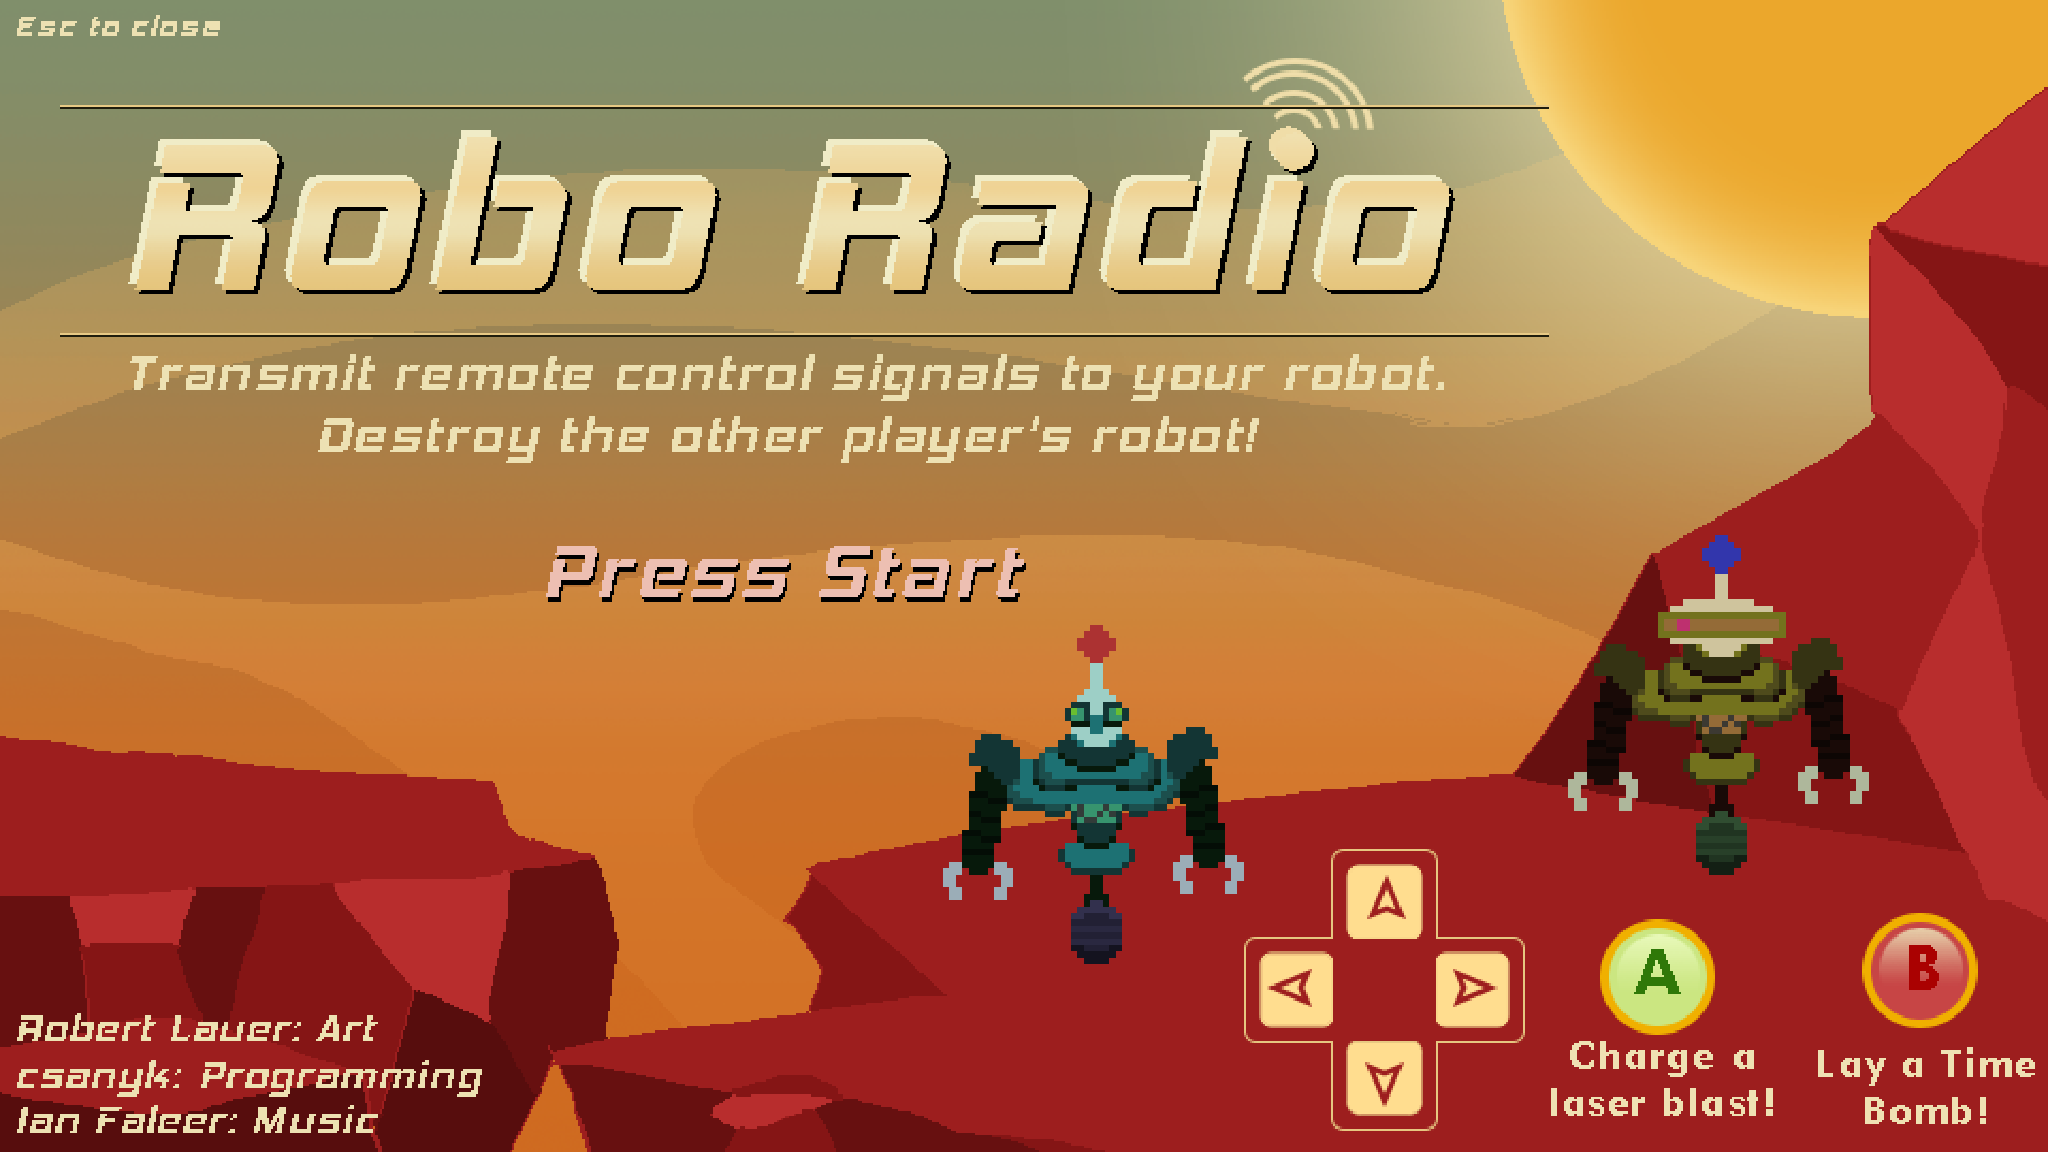 Esc to close
Robo Radio
Transmit remote control signals to your robot.
Destroy the other player's robot!
Press Start
A
B
Charge a
laser blast!
Lay a Time
Bomb!
Robert Lauer: Art
csanyk: Programming
Ian Faleer: Music